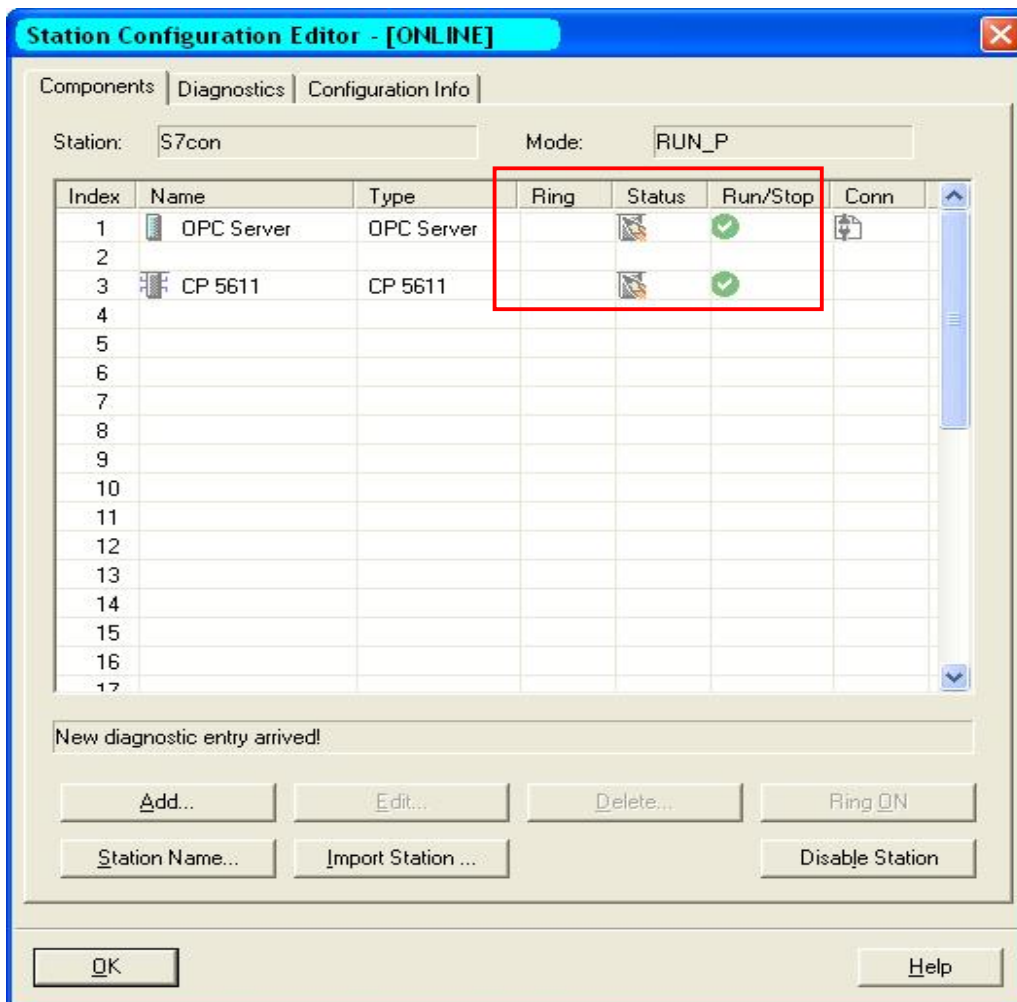 Station Configuration Editor - [ONLINE]
Components Diagnostics Configuration Info
Station: S7con Mode: RUN_P
Index Name Type Ring Status Run/Stop Conn
1 OPC Server OPC Server
2
3 CP 5611 CP 5611
4
5
6
7
8
9
10
11
12
13
14
15
16
17
New diagnostic entry arrived!
Add... Edit... Delete... Ring ON
Station Name... Import Station ... Disable Station
OK Help